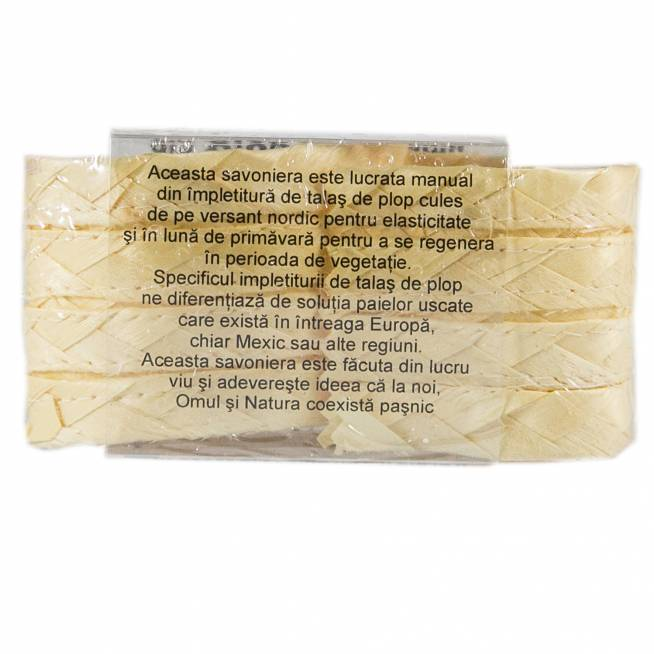 Aceasta savoniera este lucrata manual
din împletitură de talaş de plop cules
de pe versant nordic pentru elasticitate
şi în lună de primăvară pentru a se regenera
în perioada de vegetaţie.
Specificul impletiturii de talaş de plop
ne diferenţiază de soluţia paielor uscate
care există în întreaga Europă,
chiar Mexic sau alte regiuni.
Aceasta savoniera este făcuta din lucru
viu şi adevereşte ideea că la noi,
Omul şi Natura coexistă paşnic